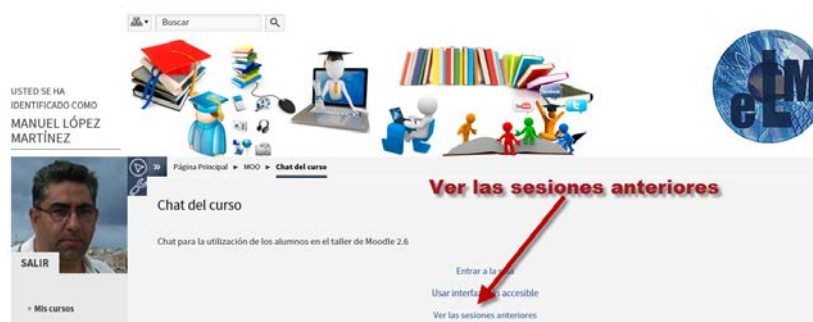 Buscar
USTED SE HA
IDENTIFICADO COMO
MANUEL LÓPEZ
MARTÍNEZ
eLM
You
Página Principal ► MOO ► Chat del curso
Ver las sesiones anteriores
Chat del curso
Chat para la utilización de los alumnos en el taller de Moodle 2.6
SALIR
Entrar a la
Usar interfaz accesible
Mis cursos
Ver las sesiones anteriores